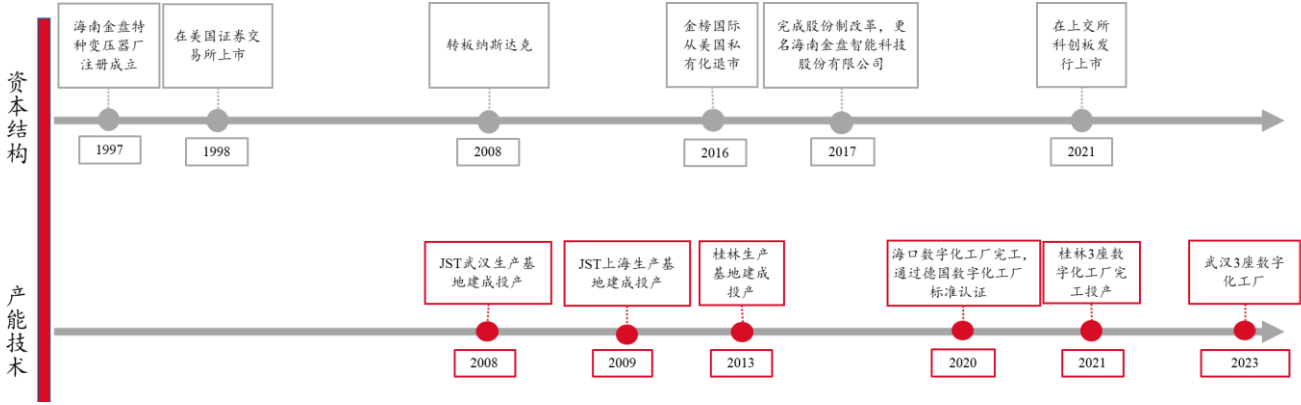 资本结构
海南金盘特
种变压器厂
注册成立
1997
在美国证券交
易所上市
1998
转板纳斯达克
2008
金榜国际
从美国私
有化退市
2016
完成股份制改革，更
名海南金盘智能科技
股份有限公司
2017
在上交所
科创板发
行上市
2021
产能技术
JST武汉生产基
地建成投产
2008
JST上海生产基
地建成投产
2009
桂林生产
基地建成
投产
2013
海口数字化工厂完工，
通过德国数字化工厂
标准认证
2020
桂林3座数
字化工厂完
工投产
2021
武汉3座数字
化工厂
2023